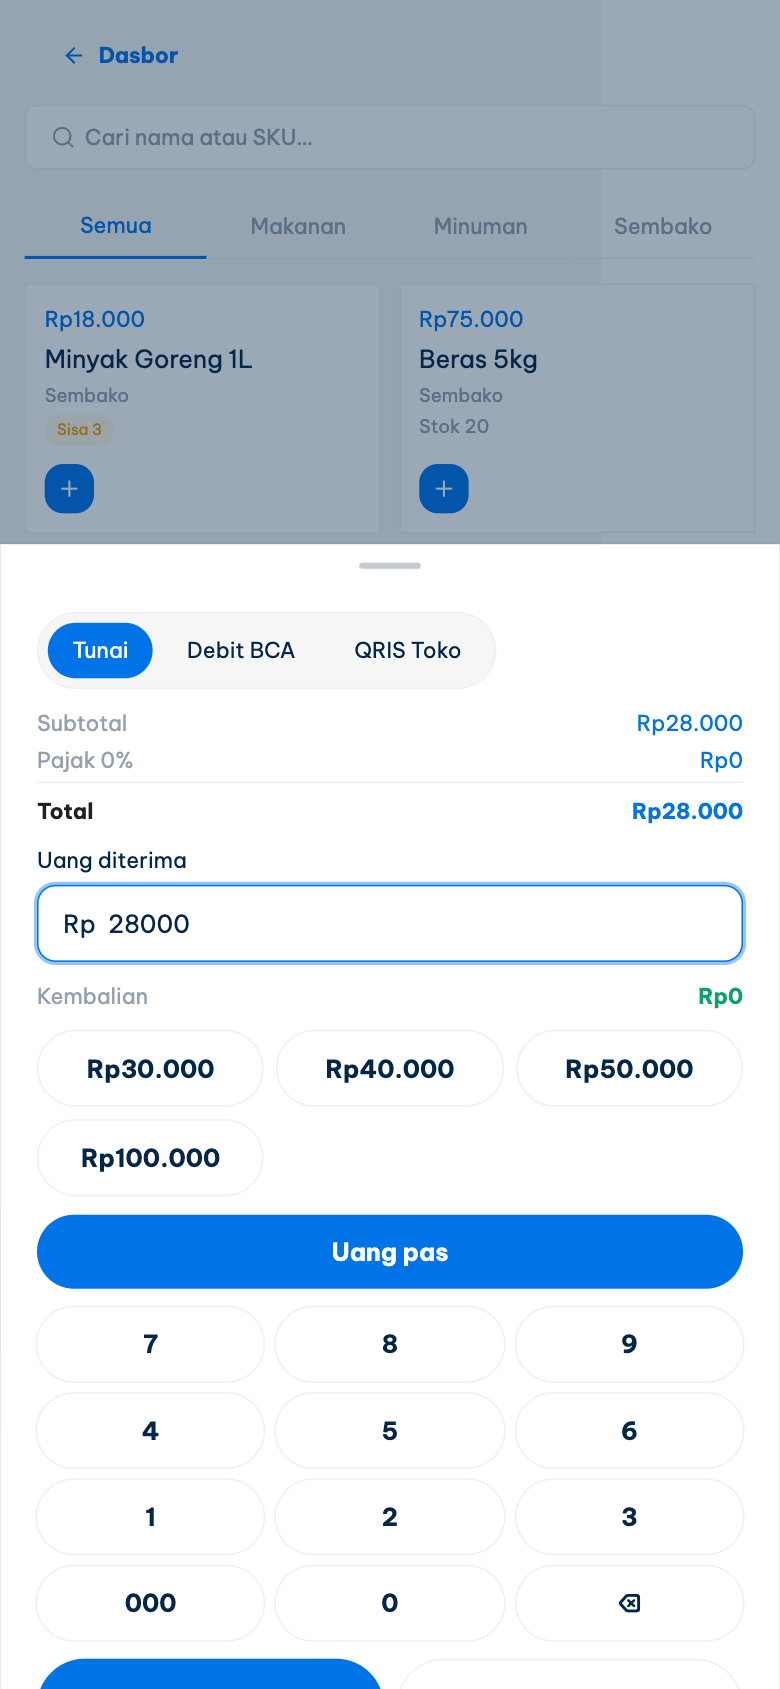 Dasbor
Cari nama atau SKU...
Semua Makanan Minuman Sembako
Rp18.000
Minyak Goreng 1L
Sembako
Sisa 3
Rp75.000
Beras 5kg
Sembako
Stok 20
Tunai Debit BCA QRIS Toko
Subtotal Rp28.000
Pajak 0% Rp0
Total Rp28.000
Uang diterima
Rp 28000
Kembalian Rp0
Rp30.000 Rp40.000 Rp50.000
Rp100.000
Uang pas
7 8 9
4 5 6
1 2 3
000 0